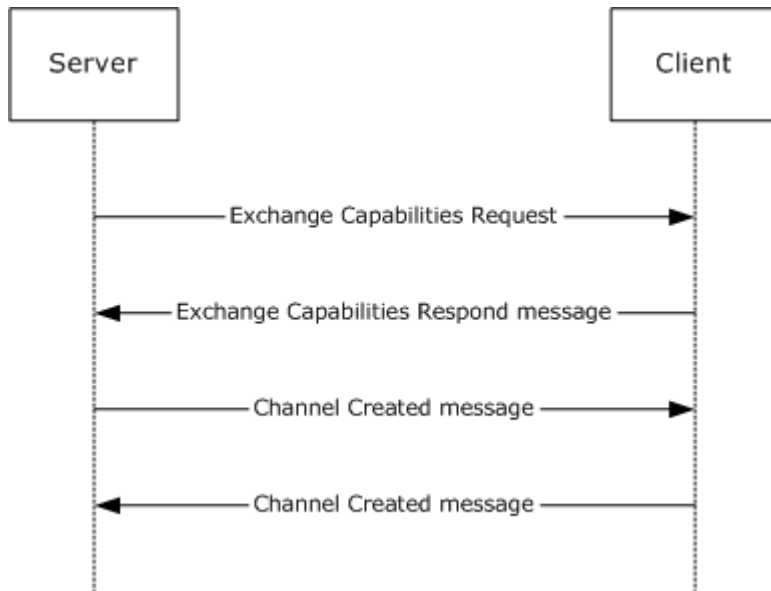 Server
Client
Exchange Capabilities Request
Exchange Capabilities Respond message
Channel Created message
Channel Created message